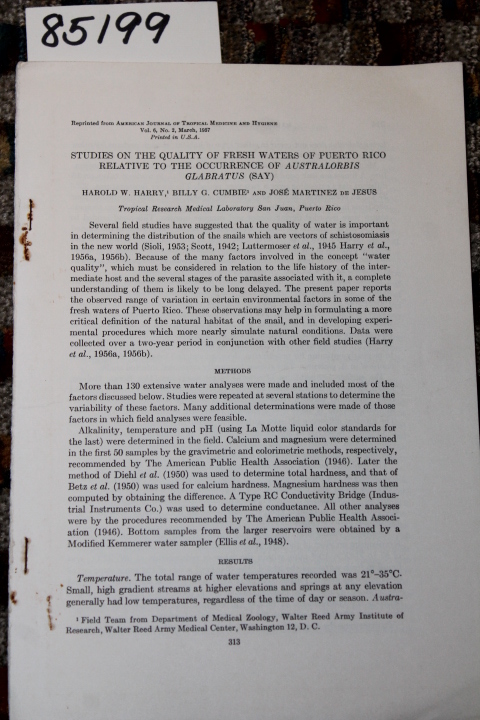 85199
Reprinted from AMERICAN JOURNAL OF TROPICAL MEDICINE AND HYGIENE
Vol. 6, No. 2, March, 1957
Printed in U.S.A.
STUDIES ON THE QUALITY OF FRESH WATERS OF PUERTO RICO
RELATIVE TO THE OCCURRENCE OF AUSTRALORBIS
GLABRATUS (SAY)
HAROLD W. HARRY,¹ BILLY G. CUMBIE¹ AND JOSÉ MARTINEZ DE JESUS
Tropical Research Medical Laboratory San Juan, Puerto Rico
Several field studies have suggested that the quality of water is important
in determining the distribution of the snails which are vectors of schistosomiasis
in the new world (Sioli, 1953; Scott, 1942; Luttermoser et al., 1945 Harry et al.,
1956a, 1956b). Because of the many factors involved in the concept "water
quality", which must be considered in relation to the life history of the inter-
mediate host and the several stages of the parasite associated with it, a complete
understanding of them is likely to be long delayed. The present paper reports
the observed range of variation in certain environmental factors in some of the
fresh waters of Puerto Rico. These observations may help in formulating a more
critical definition of the natural habitat of the snail, and in developing experi-
mental procedures which more nearly simulate natural conditions. Data were
collected over a two-year period in conjunction with other field studies (Harry
et al., 1956a, 1956b).
METHODS
More than 130 extensive water analyses were made and included most of the
factors discussed below. Studies were repeated at several stations to determine the
variability of these factors. Many additional determinations were made of those
factors in which field analyses were feasible.
Alkalinity, temperature and pH (using La Motte liquid color standards for
the last) were determined in the field. Calcium and magnesium were determined
in the first 50 samples by the gravimetric and colorimetric methods, respectively,
recommended by The American Public Health Association (1946). Later the
method of Diehl et al. (1950) was used to determine total hardness, and that of
Betz et al. (1950) was used for calcium hardness. Magnesium hardness was then
computed by obtaining the difference. A Type RC Conductivity Bridge (Indus-
trial Instruments Co.) was used to determine conductance. All other analyses
were by the procedures recommended by The American Public Health Associ-
ation (1946). Bottom samples from the larger reservoirs were obtained by a
Modified Kemmerer water sampler (Ellis et al., 1948).
RESULTS
Temperature. The total range of water temperatures recorded was 21°–35°C.
Small, high gradient streams at higher elevations and springs at any elevation
generally had low temperatures, regardless of the time of day or season. Austra-
¹ Field Team from Department of Medical Zoology, Walter Reed Army Institute of
Research, Walter Reed Army Medical Center, Washington 12, D. C.
313